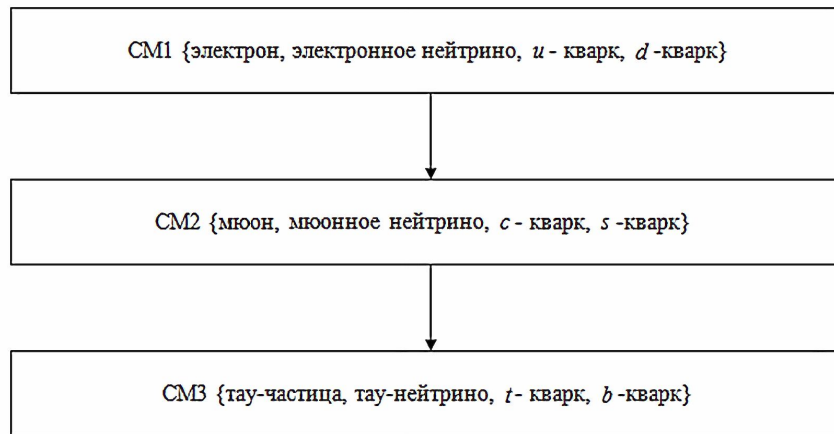 СМ1 {электрон, электронное нейтрино, u - кварк, d -кварк}
СМ2 {мюон, мюонное нейтрино, c - кварк, s -кварк}
СМ3 {тау-частица, тау-нейтрино, t - кварк, b -кварк}